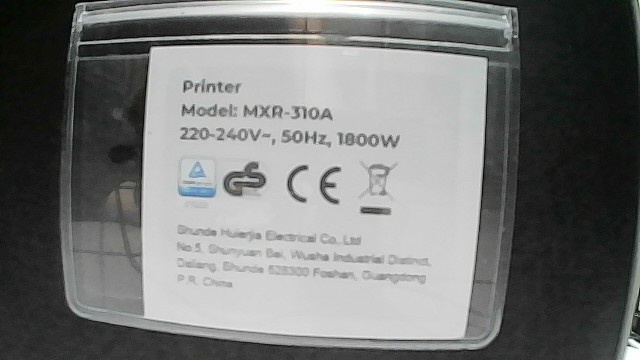 Printer
Model: MXR-310A
220-240V~, 50Hz, 1800W
CE
Shunde Huierjia Electrical Co., Ltd
No.5, Shunyuan Bei, Wusha Industrial District,
Daliang, Shunde 528300 Foshan, Guangdong
P.R. China